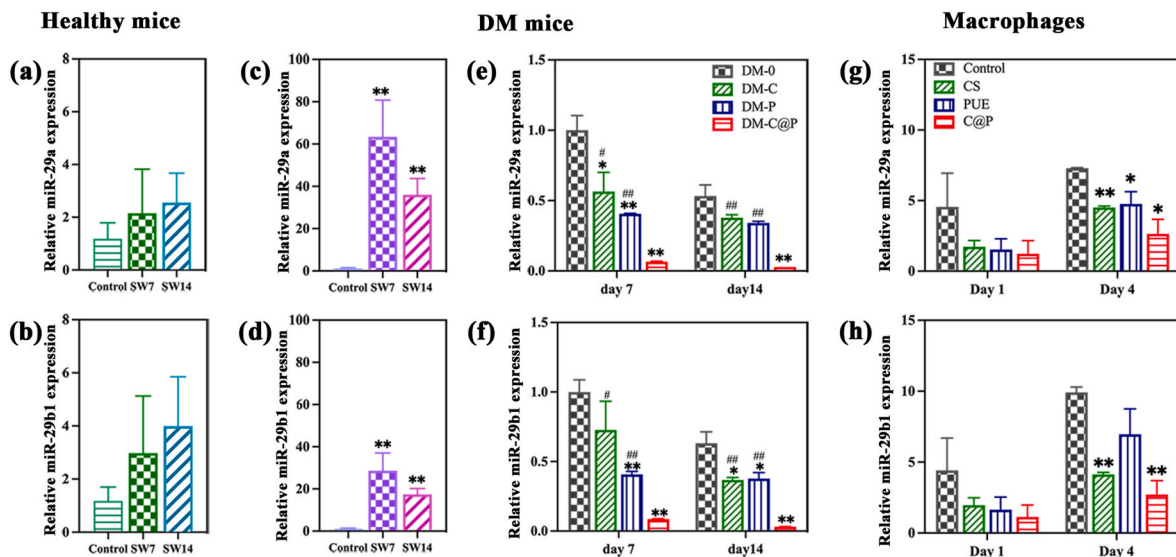 Healthy mice
DM mice
Macrophages
(a)
Relative miR-29a expression
8
6
4
2
0
Control SW7 SW14
(c)
Relative miR-29a expression
100
80
60
40
20
0
**
**
Control SW7 SW14
(e)
Relative miR-29a expression
1.5
1.0
0.5
0.0
DM-0
DM-C
DM-P
DM-C@P
#
*
##
**
**
##
##
**
day 7
day14
(g)
Relative miR-29a expression
15
10
5
0
Control
CS
PUE
C@P
**
*
*
Day 1
Day 4
(b)
Relative miR-29b1 expression
8
6
4
2
0
Control SW7 SW14
(d)
Relative miR-29b1 expression
100
80
60
40
20
0
**
**
Control SW7 SW14
(f)
Relative miR-29b1 expression
1.5
1.0
0.5
0.0
#
##
**
**
##
*
##
*
**
day 7
day14
(h)
Relative miR-29b1 expression
15
10
5
0
**
**
Day 1
Day 4